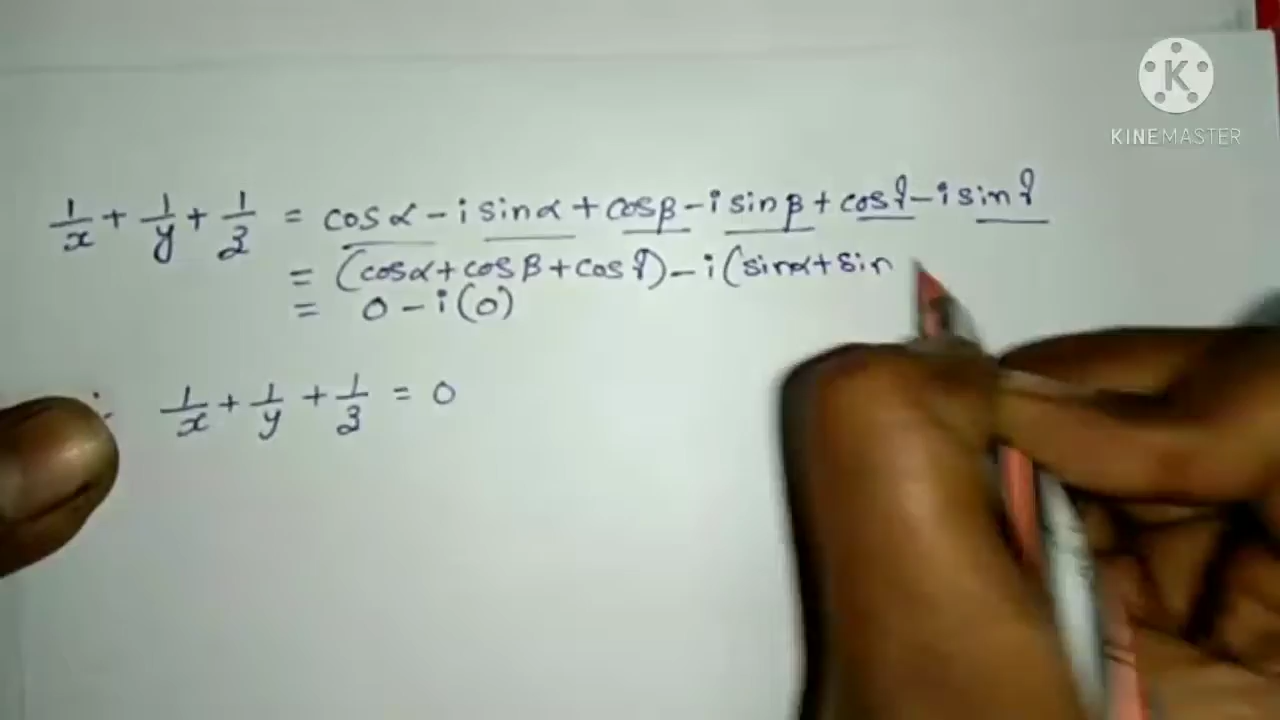 KINEMASTER
1/x + 1/y + 1/z = cosα - i sinα + cosβ - i sinβ + cosγ - i sinγ
= (cosα + cosβ + cosγ) - i (sinα + sin
= 0 - i (0)
∴ 1/x + 1/y + 1/z = 0